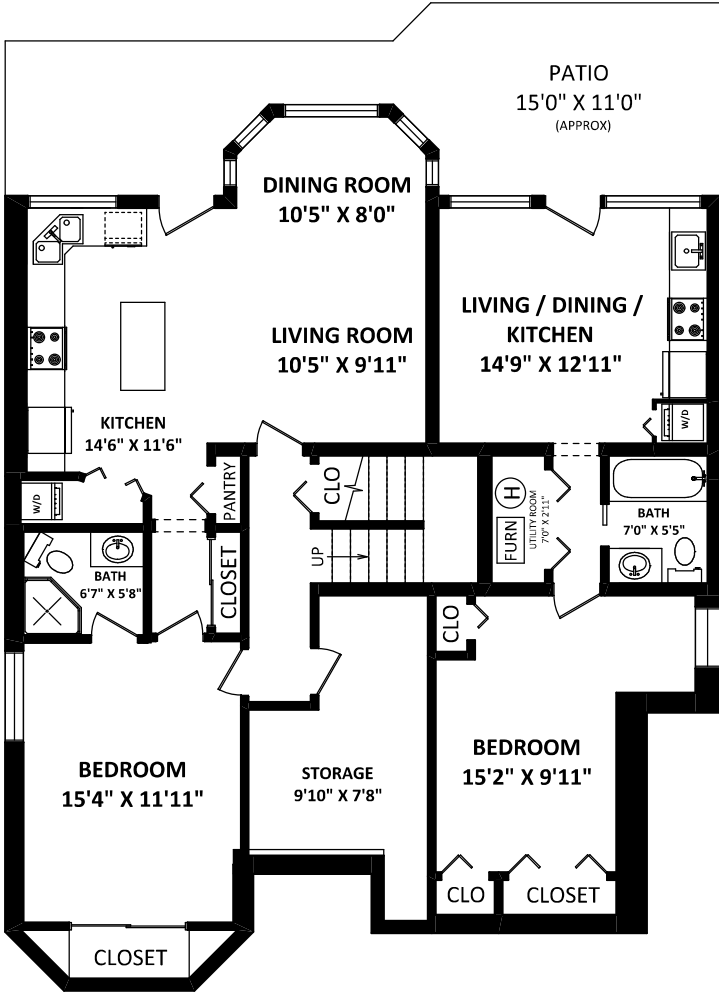 PATIO
15'0" X 11'0"
(APPROX)
DINING ROOM
10'5" X 8'0"
LIVING ROOM
10'5" X 9'11"
LIVING / DINING /
KITCHEN
14'9" X 12'11"
KITCHEN
14'6" X 11'6"
W/D
W/D
PANTRY
CLO
H
FURN
UTILITY ROOM
7'0" X 2'11"
BATH
7'0" X 5'5"
BATH
6'7" X 5'8"
CLOSET
UP
CLO
BEDROOM
15'4" X 11'11"
STORAGE
9'10" X 7'8"
BEDROOM
15'2" X 9'11"
CLO
CLOSET
CLOSET